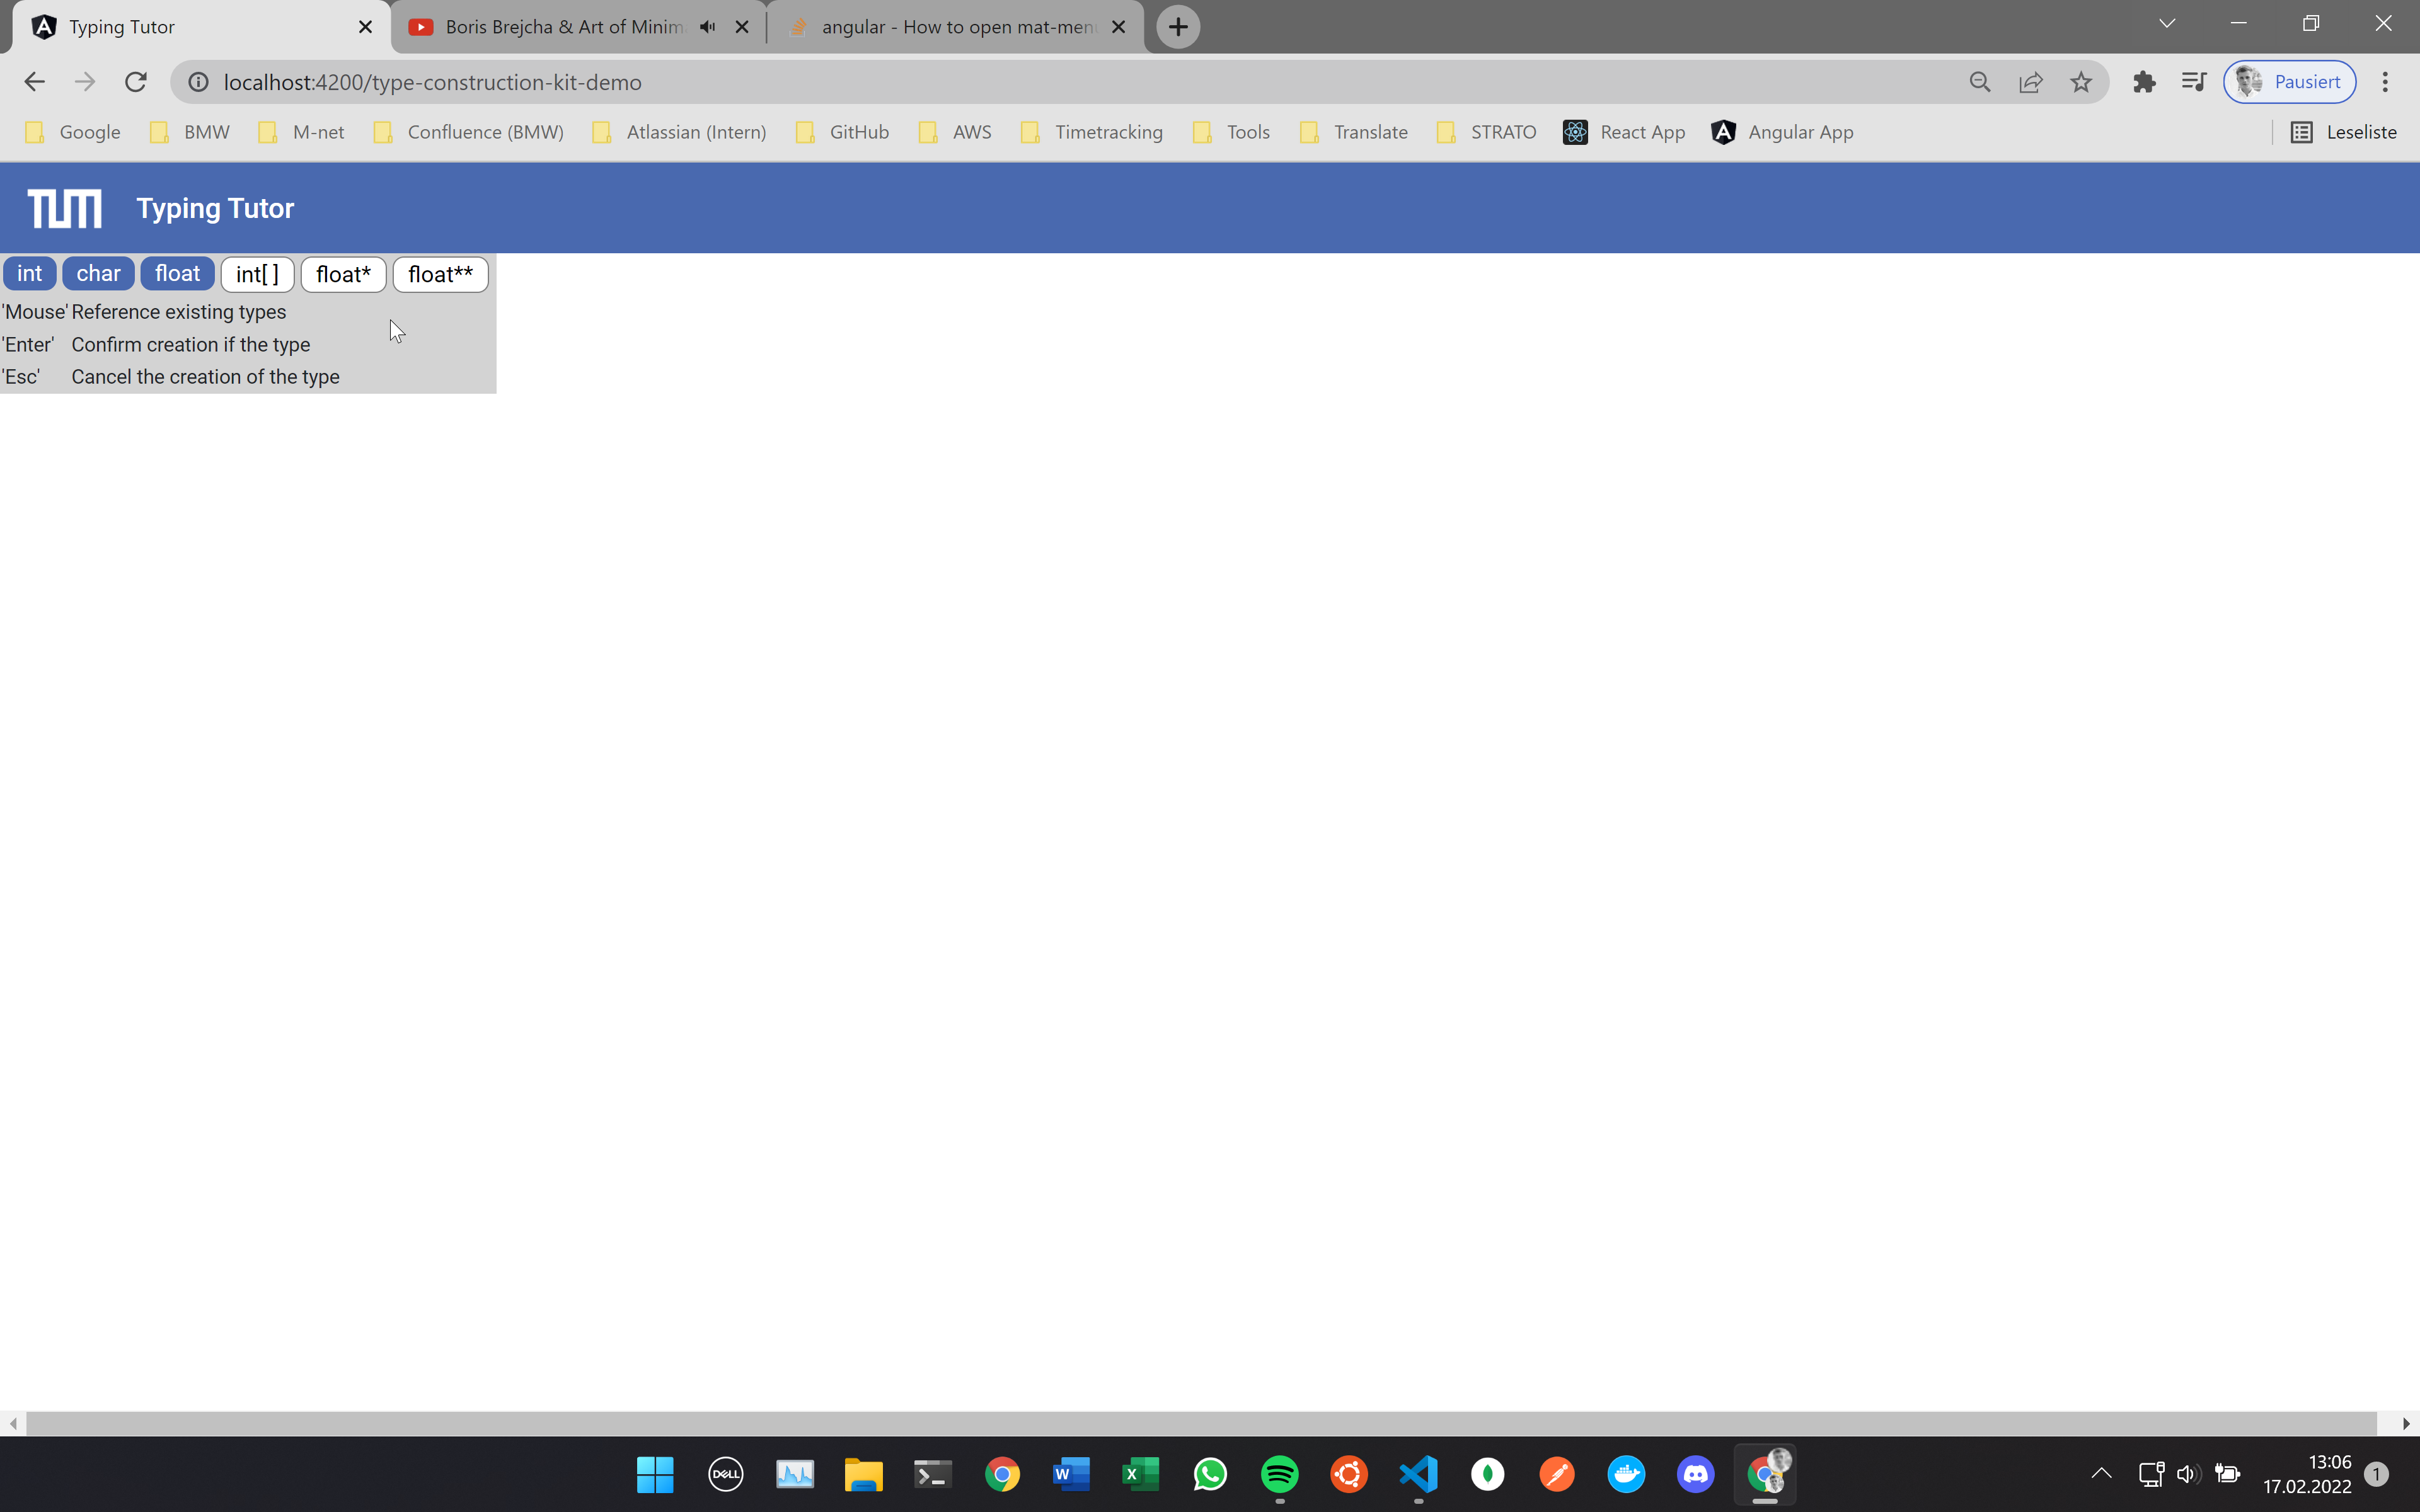 Typing Tutor
Boris Brejcha & Art of Minim
angular - How to open mat-men
localhost:4200/type-construction-kit-demo
Pausiert
Google
BMW
M-net
Confluence (BMW)
Atlassian (Intern)
GitHub
AWS
Timetracking
Tools
Translate
STRATO
React App
Angular App
Leseliste
TUM
Typing Tutor
int
char
float
int[ ]
float*
float**
'Mouse' Reference existing types
'Enter' Confirm creation if the type
'Esc' Cancel the creation of the type
DELL
W
X
13:06
17.02.2022
1